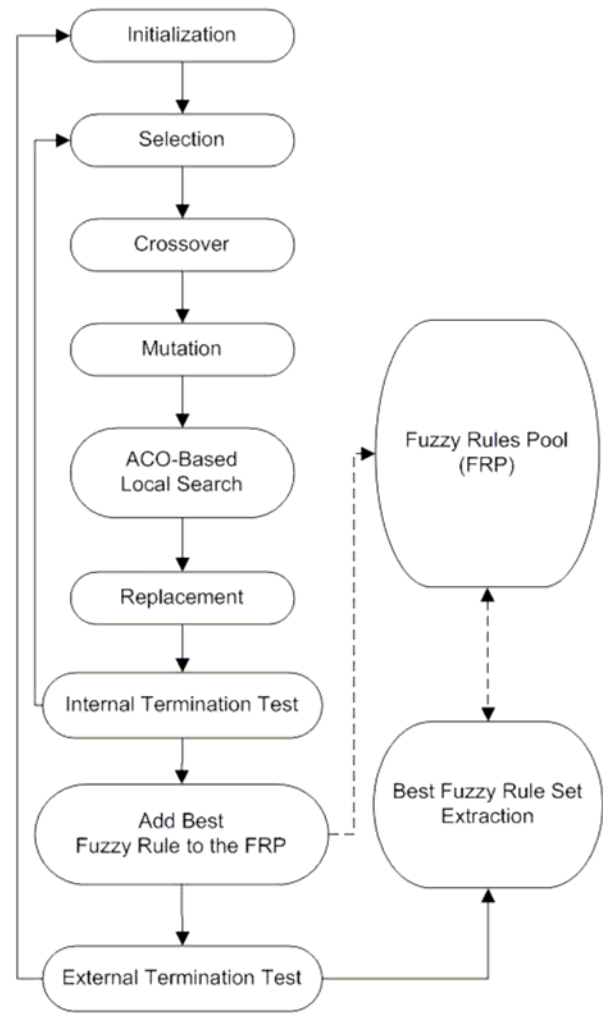 Initialization
Selection
Crossover
Mutation
ACO-Based
Local Search
Replacement
Internal Termination Test
Add Best
Fuzzy Rule to the FRP
External Termination Test
Fuzzy Rules Pool
(FRP)
Best Fuzzy Rule Set
Extraction